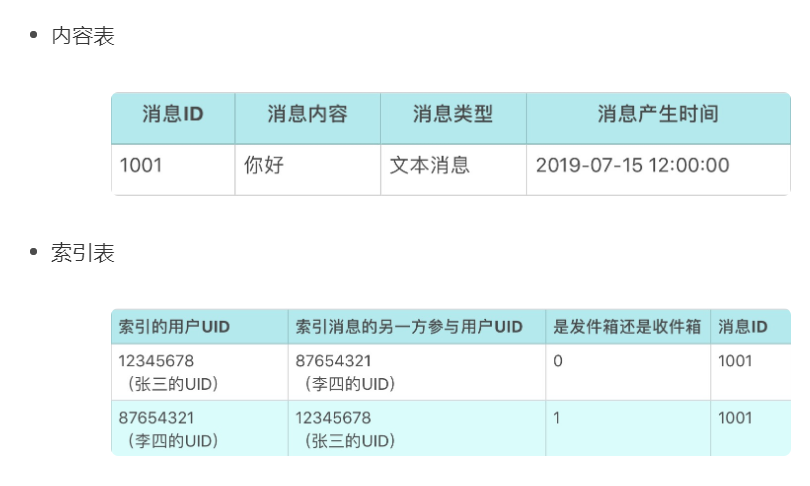 内容表
消息ID 消息内容 消息类型 消息产生时间
1001 你好 文本消息 2019-07-15 12:00:00
索引表
索引的用户UID 索引消息的另一方参与用户UID 是发件箱还是收件箱 消息ID
12345678 87654321 0 1001
（张三的UID） （李四的UID）
87654321 12345678 1 1001
（李四的UID） （张三的UID）